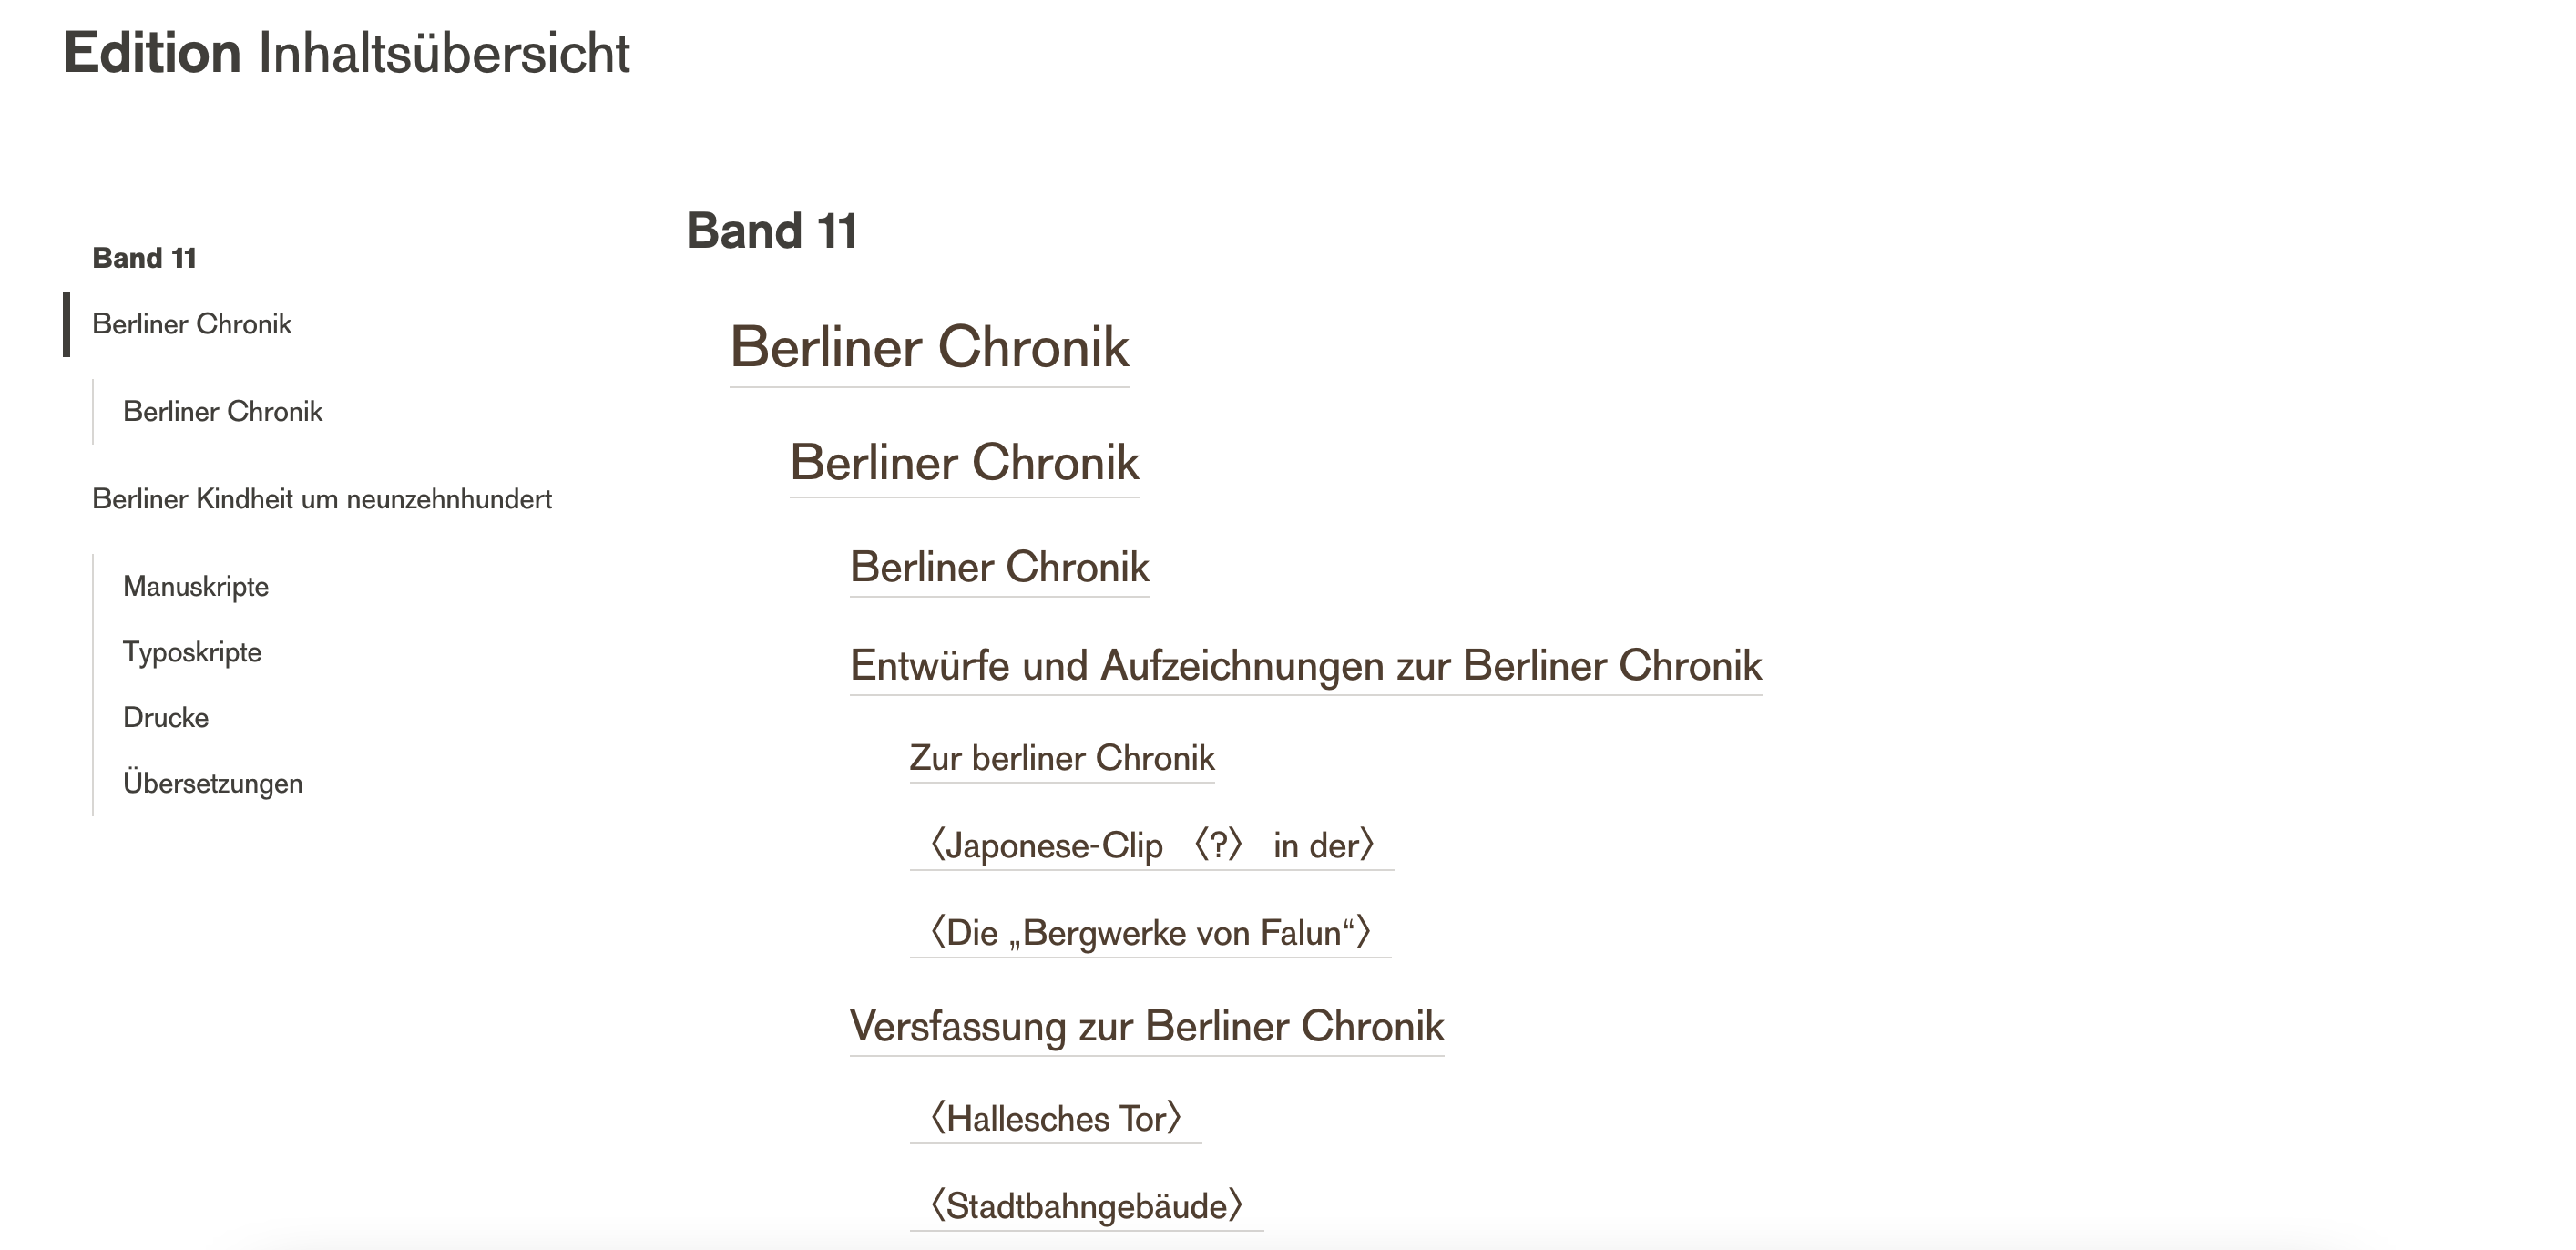 Edition Inhaltsübersicht
Band 11
Berliner Chronik
Berliner Chronik
Berliner Kindheit um neunzehnhundert
Manuskripte
Typoskripte
Drucke
Übersetzungen
Band 11
Berliner Chronik
Berliner Chronik
Berliner Chronik
Entwürfe und Aufzeichnungen zur Berliner Chronik
Zur berliner Chronik
〈Japonese-Clip 〈?〉 in der〉
〈Die „Bergwerke von Falun“〉
Versfassung zur Berliner Chronik
〈Hallesches Tor〉
〈Stadtbahngebäude〉